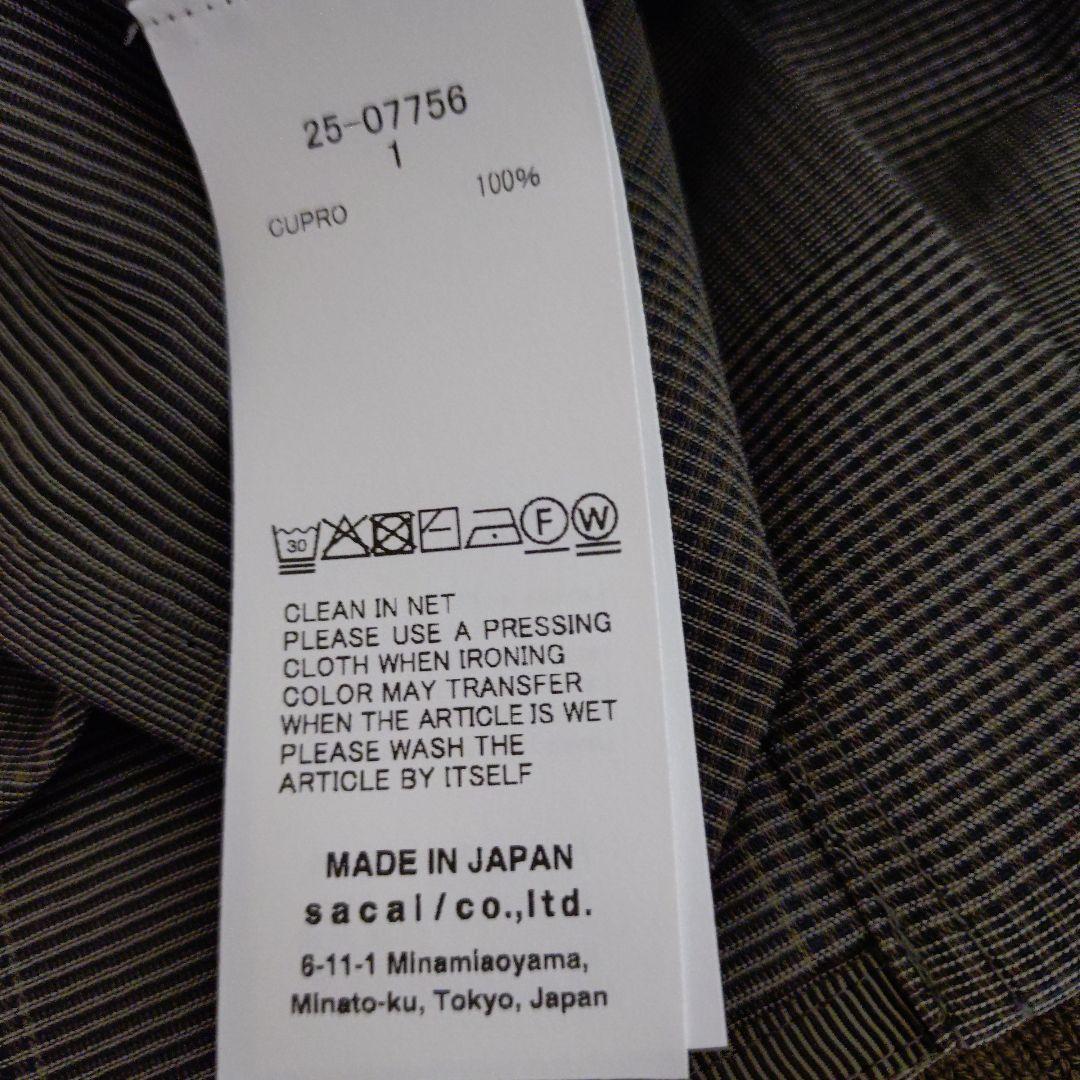 25-07756
1
CUPRO 100%
30 F W
CLEAN IN NET
PLEASE USE A PRESSING
CLOTH WHEN IRONING
COLOR MAY TRANSFER
WHEN THE ARTICLE IS WET
PLEASE WASH THE
ARTICLE BY ITSELF
MADE IN JAPAN
sacai/co.,ltd.
6-11-1 Minamiaoyama,
Minato-ku, Tokyo, Japan